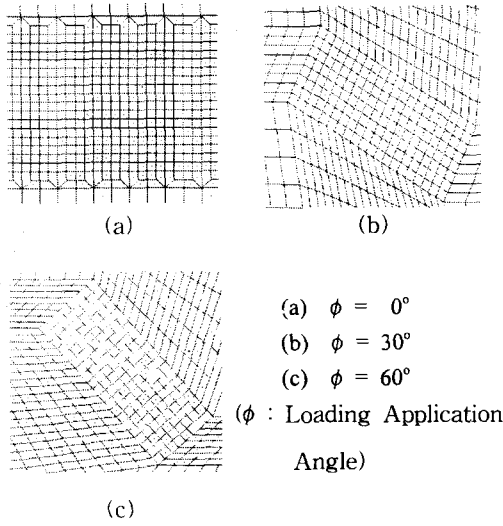 (a)
(b)
(a) φ = 0°
(b) φ = 30°
(c) φ = 60°
(φ : Loading Application
Angle)
(c)